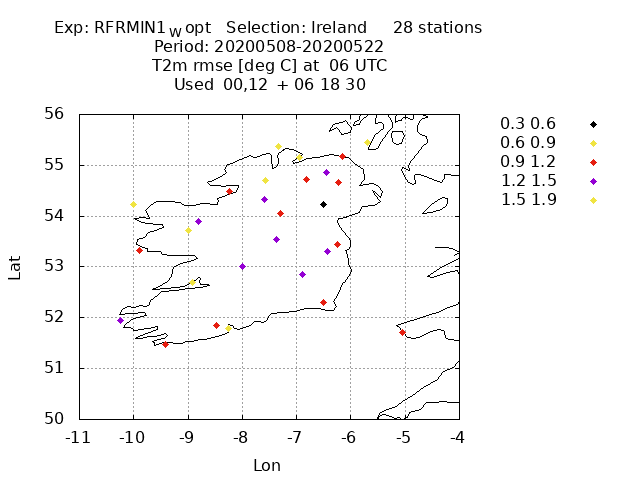 Exp: RFRMIN1 W opt Selection: Ireland 28 stations
Period: 20200508-20200522
T2m rmse [deg C] at 06 UTC
Used 00,12 + 06 18 30
56
55
54
53
52
51
50
Lat
-11 -10 -9 -8 -7 -6 -5 -4
Lon
0.3 0.6
0.6 0.9
0.9 1.2
1.2 1.5
1.5 1.9